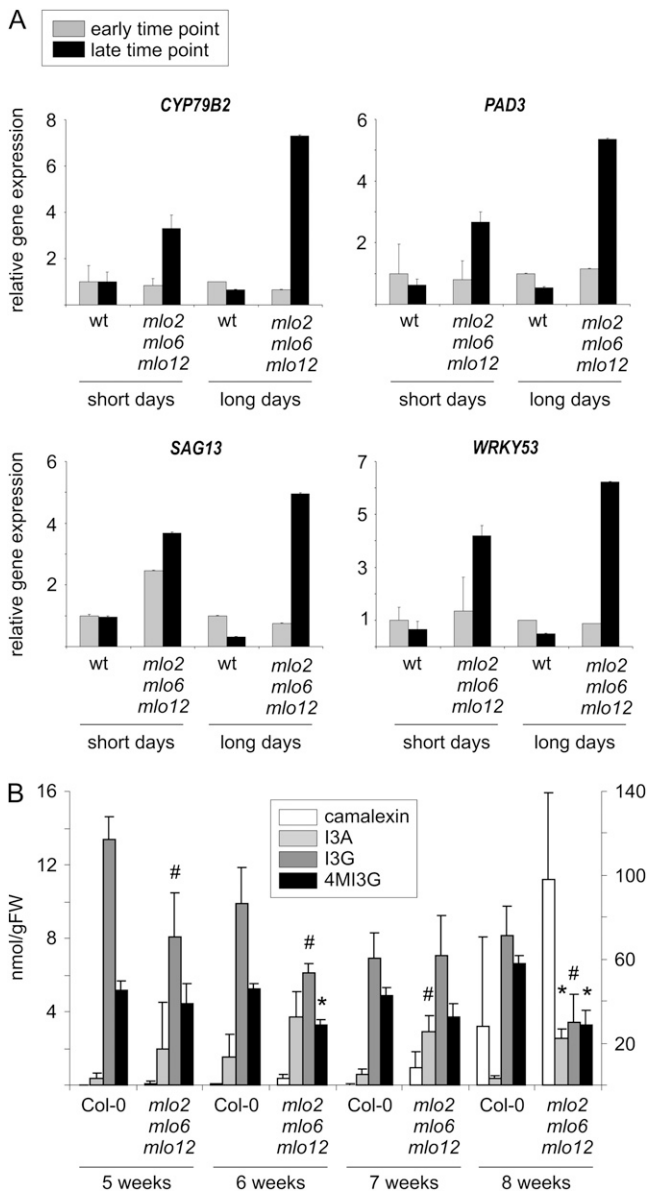 A
early time point
late time point
CYP79B2
PAD3
relative gene expression
8
6
4
2
0
6
4
2
wt
mlo2
mlo6
mlo12
wt
mlo2
mlo6
mlo12
short days
long days
wt
mlo2
mlo6
mlo12
wt
mlo2
mlo6
mlo12
short days
long days
SAG13
WRKY53
relative gene expression
6
4
2
7
5
3
1
wt
mlo2
mlo6
mlo12
wt
mlo2
mlo6
mlo12
short days
long days
wt
mlo2
mlo6
mlo12
wt
mlo2
mlo6
mlo12
short days
long days
B
nmol/gFW
16
12
8
4
140
100
60
20
camalexin
I3A
I3G
4MI3G
#
#
*
#
*
#
*
Col-0
mlo2
mlo6
mlo12
Col-0
mlo2
mlo6
mlo12
Col-0
mlo2
mlo6
mlo12
Col-0
mlo2
mlo6
mlo12
5 weeks
6 weeks
7 weeks
8 weeks